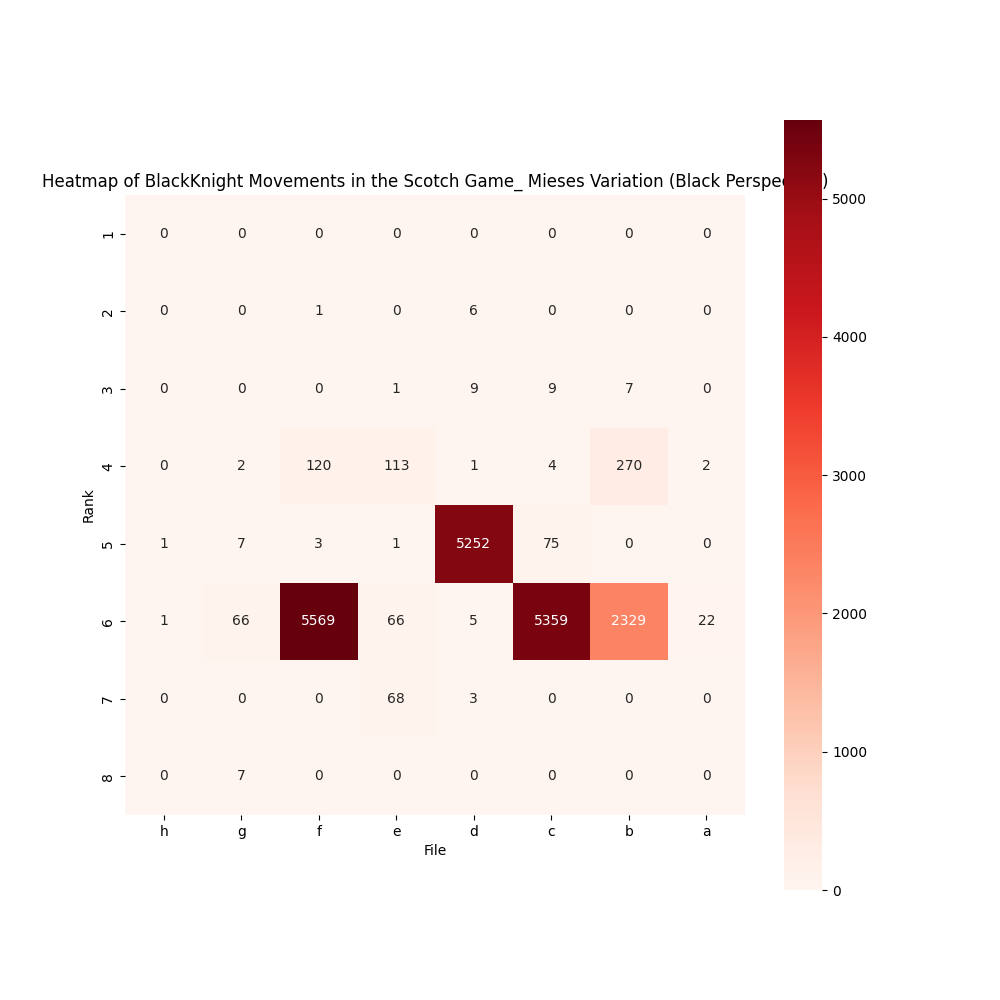 Heatmap of BlackKnight Movements in the Scotch Game_ Mieses Variation (Black Perspe )
5000
4000
3000
2000
1000
0
Rank
1 0 0 0 0 0 0 0 0
2 0 0 1 0 6 0 0 0
3 0 0 0 1 9 9 7 0
4 0 2 120 113 1 4 270 2
5 1 7 3 1 5252 75 0 0
6 1 66 5569 66 5 5359 2329 22
7 0 0 0 68 3 0 0 0
8 0 7 0 0 0 0 0 0
h g f e d c b a
File